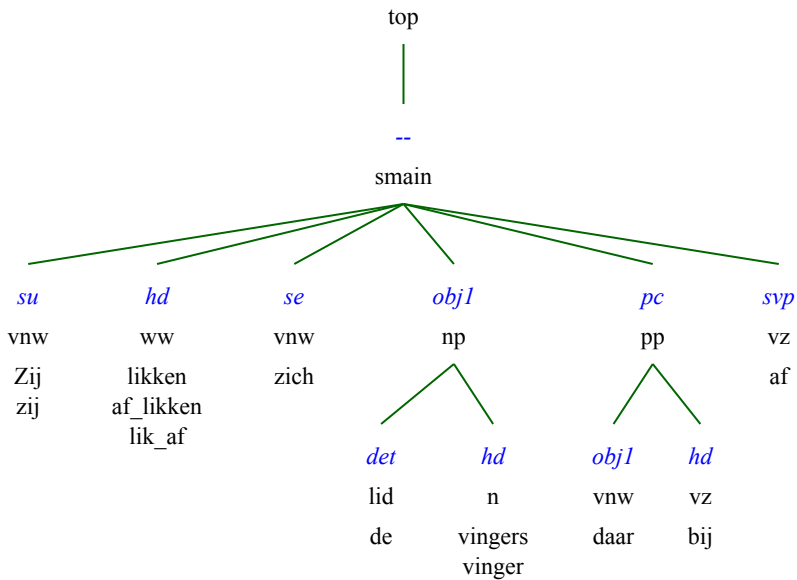 top
--
smain
su hd se obj1 pc svp
vnw ww vnw np pp vz
Zij likken zich af
zij af_likken
lik_af
det hd obj1 hd
lid n vnw vz
de vingers daar bij
vinger